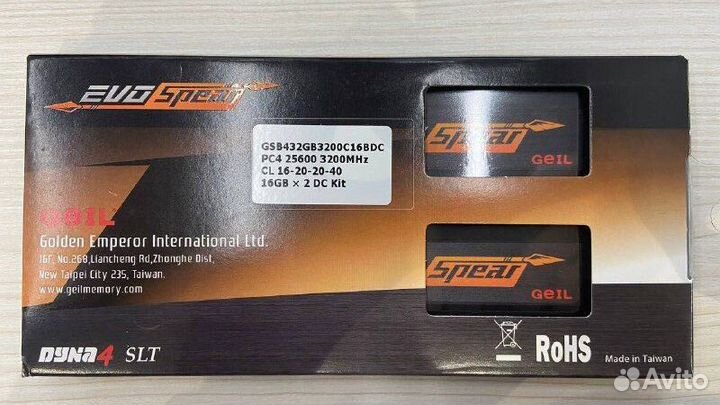 EVO Spear
GSB432GB3200C16BDC
PC4 25600 3200MHz
CL 16-20-20-40
16GB × 2 DC Kit
Spear
GeIL
GeIL
Golden Emperor International Ltd.
16F, No.268,Liancheng Rd,Zhonghe Dist,
New Taipei City 235, Taiwan.
www.geilmemory.com
Spear
GeIL
DYNA4 SLT
RoHS
Made in Taiwan
Avito